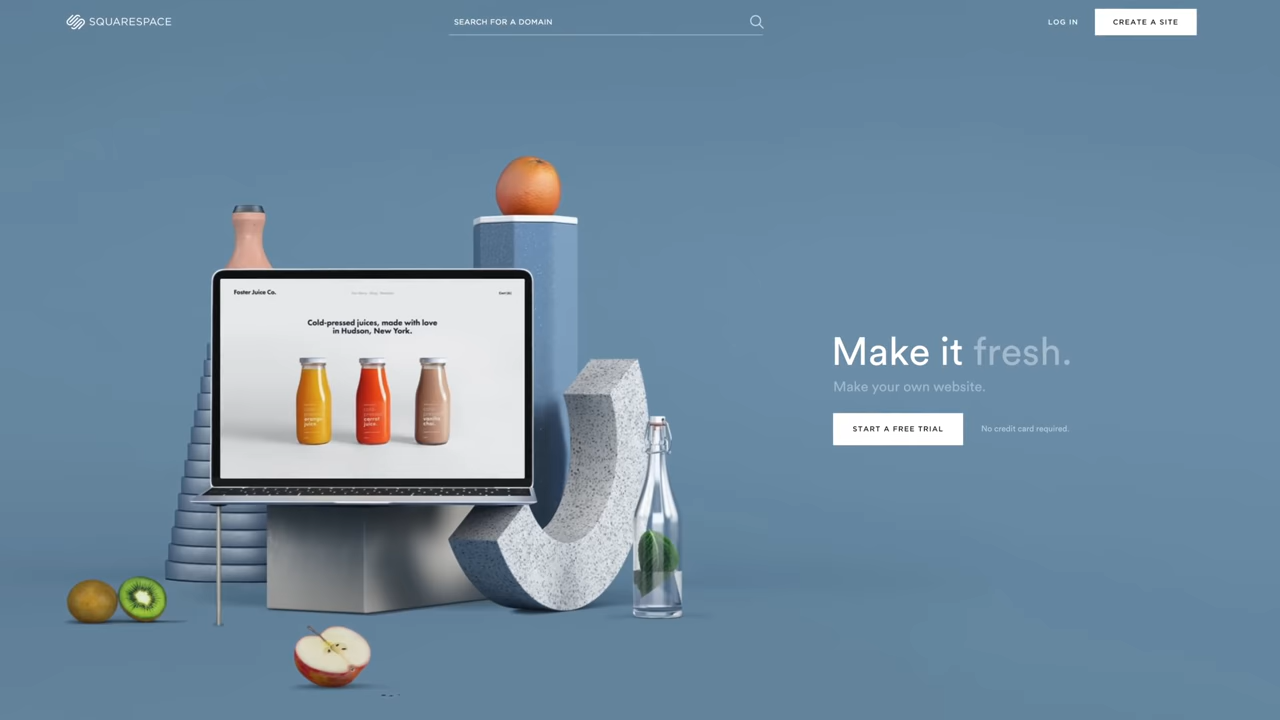 SQUARESPACE
SEARCH FOR A DOMAIN
LOG IN
CREATE A SITE
Foster Juice Co.
Cold-pressed juices, made with love
in Hudson, New York.
orange
juice.
carrot
juice.
vanilla
chai.
Make it fresh.
Make your own website.
START A FREE TRIAL
No credit card required.